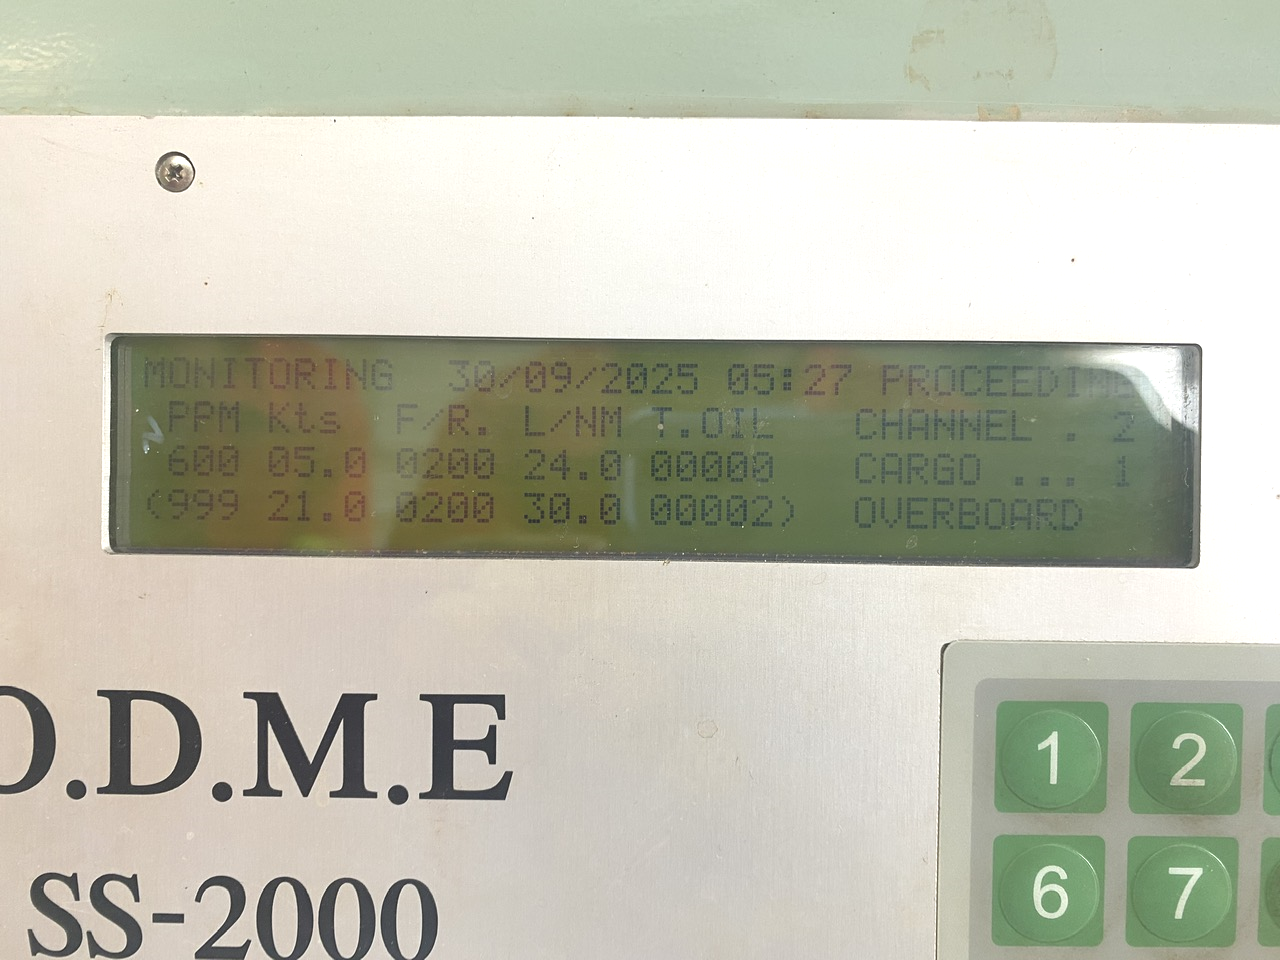 MONITORING 30/09/2025 05:27 PROCEEDING
PPM Kts F/R. L/NM T.OIL CHANNEL . 2
600 05.0 0200 24.0 00000 CARGO ... 1
(999 21.0 0200 30.0 00002) OVERBOARD
O.D.M.E
SS-2000
1 2
6 7